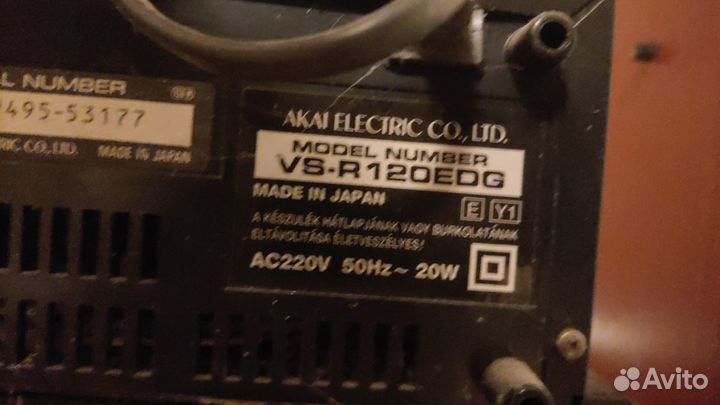 NUMBER
495-53177
CO., LTD. MADE IN JAPAN
AKAI ELECTRIC CO., LTD.
MODEL NUMBER
VS-R120EDG
MADE IN JAPAN
E Y1
A KÉSZÜLÉK HÁTLAPJÁNAK VAGY BURKOLATÁNAK
ELTÁVOLÍTÁSA ÉLETVESZÉLYES!
AC220V 50Hz~ 20W
Avito